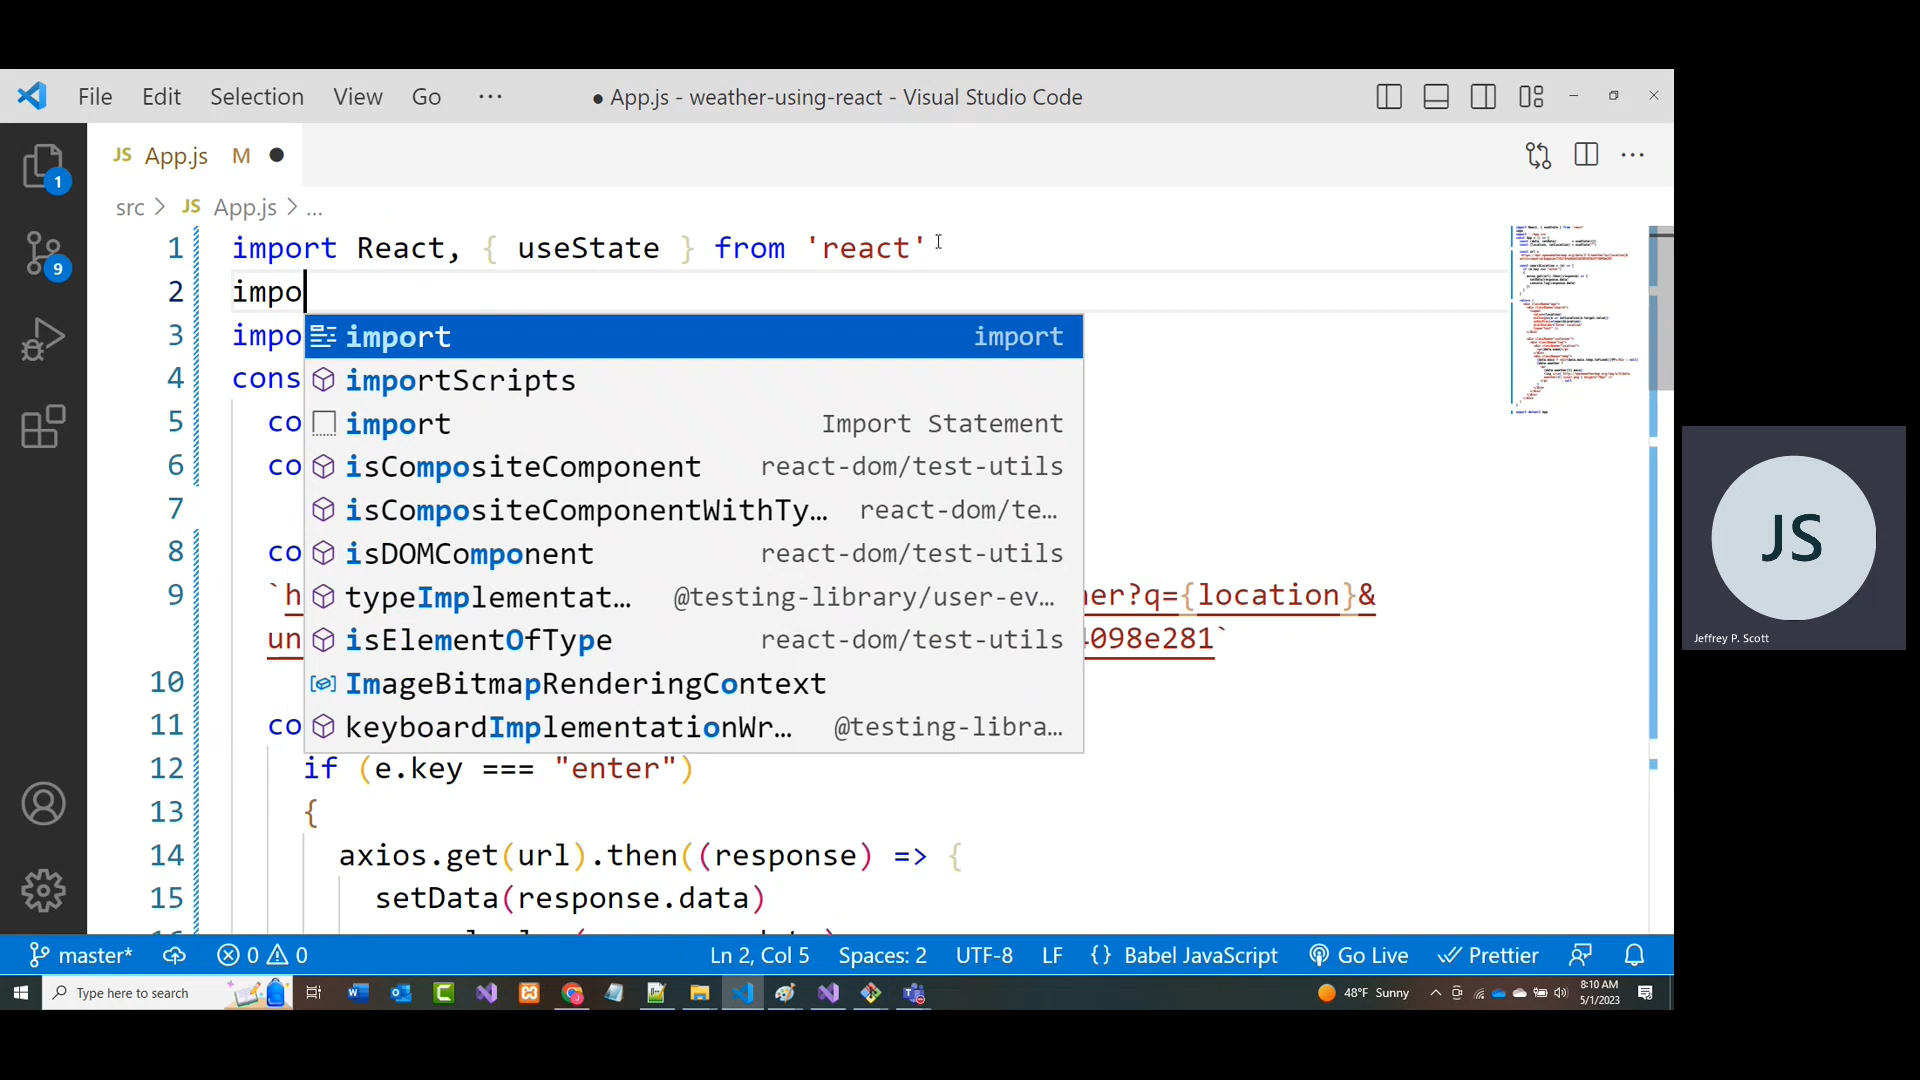 File Edit Selection View Go ···
● App.js - weather-using-react - Visual Studio Code
JS App.js M ●
1
src > JS App.js > ...
9
1 import React, { useState } from 'react'
2 impo
3 impo
4 cons
5 co
6 co
7
8 co
9 `h her?q={location}&
un 4098e281`
10
11 co
12 if (e.key === "enter")
13 {
14 axios.get(url).then((response) => {
15 setData(response.data)
import import
importScripts
import Import Statement
isCompositeComponent react-dom/test-utils
isCompositeComponentWithTy… react-dom/te…
isDOMComponent react-dom/test-utils
typeImplementat… @testing-library/user-ev…
isElementOfType react-dom/test-utils
ImageBitmapRenderingContext
keyboardImplementationWr… @testing-libra…
JS
Jeffrey P. Scott
master* 0 0 Ln 2, Col 5 Spaces: 2 UTF-8 LF {} Babel JavaScript Go Live Prettier
Type here to search
48°F Sunny
8:10 AM
5/1/2023